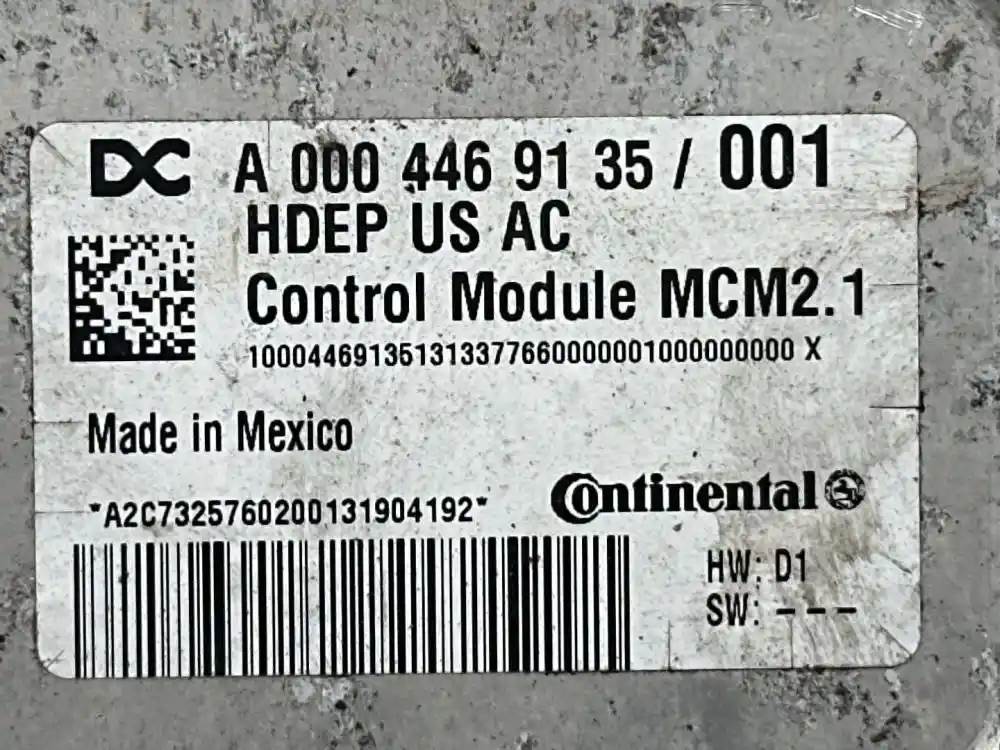 DC A 000 446 91 35 / 001
HDEP US AC
Control Module MCM2.1
100044691351313377660000001000000000 X
Made in Mexico
*A2C7325760200131904192*
Continental
HW: D1
SW: ---